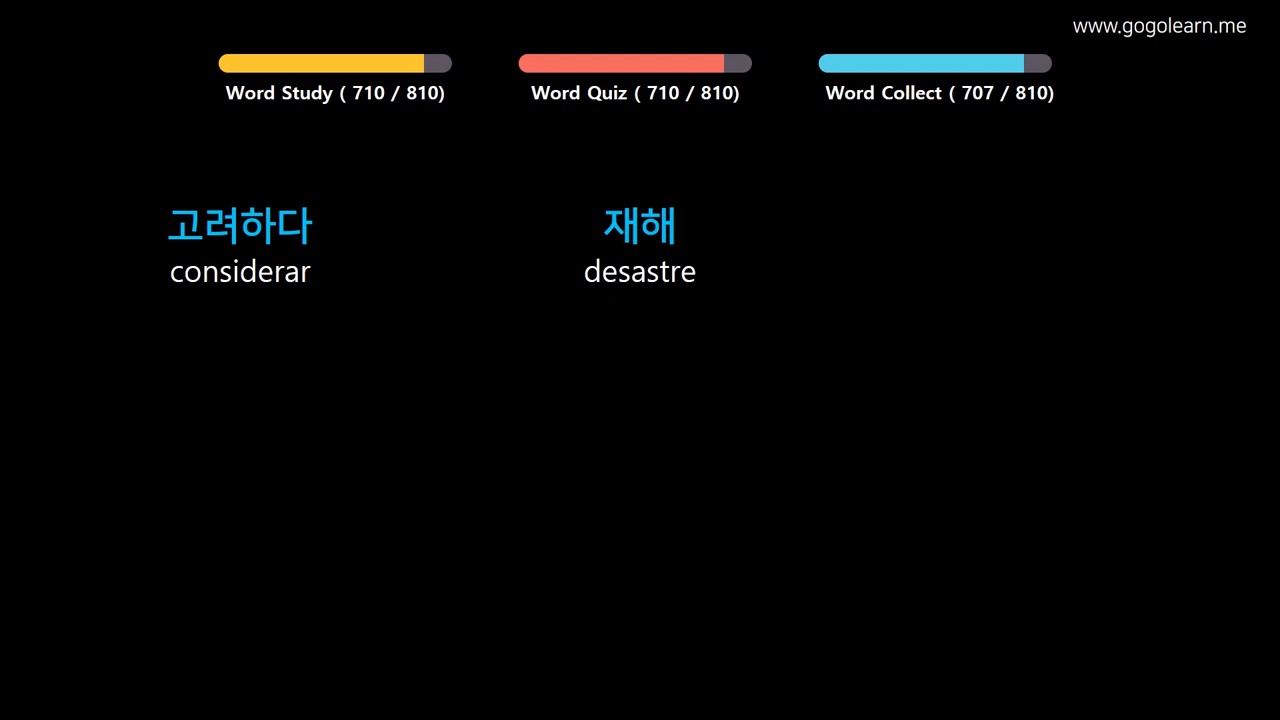 www.gogolearn.me
Word Study ( 710 / 810)
Word Quiz ( 710 / 810)
Word Collect ( 707 / 810)
고려하다
considerar
재해
desastre